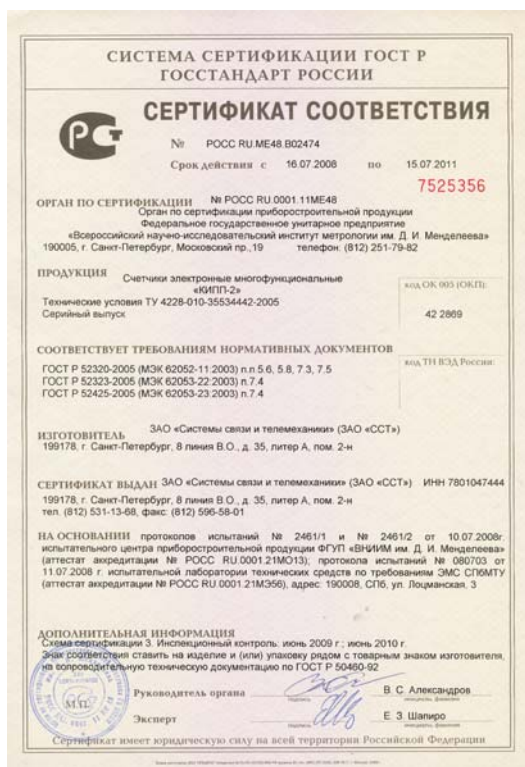 СИСТЕМА СЕРТИФИКАЦИИ ГОСТ Р
ГОССТАНДАРТ РОССИИ
СЕРТИФИКАТ СООТВЕТСТВИЯ
№ РОСС RU.ME48.B02474
Срок действия с 16.07.2008 по 15.07.2011
7525356
ОРГАН ПО СЕРТИФИКАЦИИ № РОСС RU.0001.11МЕ48
Орган по сертификации приборостроительной продукции
Федеральное государственное унитарное предприятие
«Всероссийский научно-исследовательский институт метрологии им. Д. И. Менделеева»
190005, г. Санкт-Петербург, Московский пр.,19 телефон: (812) 251-79-82
ПРОДУКЦИЯ Счетчики электронные многофункциональные
«КИПП-2»
Технические условия ТУ 4228-010-35534442-2005
Серийный выпуск
код ОК 005 (ОКП):
42 2869
СООТВЕТСТВУЕТ ТРЕБОВАНИЯМ НОРМАТИВНЫХ ДОКУМЕНТОВ
ГОСТ Р 52320-2005 (МЭК 62052-11:2003) п.п.5.6, 5.8, 7.3, 7.5
ГОСТ Р 52323-2005 (МЭК 62053-22:2003) п.7.4
ГОСТ Р 52425-2005 (МЭК 62053-23:2003) п.7.4
код ТН ВЭД России:
ИЗГОТОВИТЕЛЬ ЗАО «Системы связи и телемеханики» (ЗАО «ССТ»)
199178, г. Санкт-Петербург, 8 линия В.О., д. 35, литер А, пом. 2-н
СЕРТИФИКАТ ВЫДАН ЗАО «Системы связи и телемеханики» (ЗАО «ССТ») ИНН 7801047444
199178, г. Санкт-Петербург, 8 линия В.О., д. 35, литер А, пом. 2-н
тел. (812) 531-13-68, факс: (812) 596-58-01
НА ОСНОВАНИИ протоколов испытаний № 2461/1 и № 2461/2 от 10.07.2008г.
испытательного центра приборостроительной продукции ФГУП «ВНИИМ им. Д. И. Менделеева»
(аттестат аккредитации № РОСС RU.0001.21МО13); протокола испытаний № 080703 от
11.07.2008 г. испытательной лаборатории технических средств по требованиям ЭМС СПбМТУ
(аттестат аккредитации № РОСС RU.0001.21МЭ56), адрес: 190008, СПб, ул. Лоцманская, 3
ДОПОЛНИТЕЛЬНАЯ ИНФОРМАЦИЯ
Схема сертификации 3. Инспекционный контроль: июнь 2009 г.; июнь 2010 г.
Знак соответствия ставить на изделие и (или) упаковку рядом с товарным знаком изготовителя,
на сопроводительную техническую документацию по ГОСТ Р 50460-92
М.П.
Руководитель органа В. С. Александров
Эксперт Е. З. Шапиро
Сертификат имеет юридическую силу на всей территории Российской Федерации